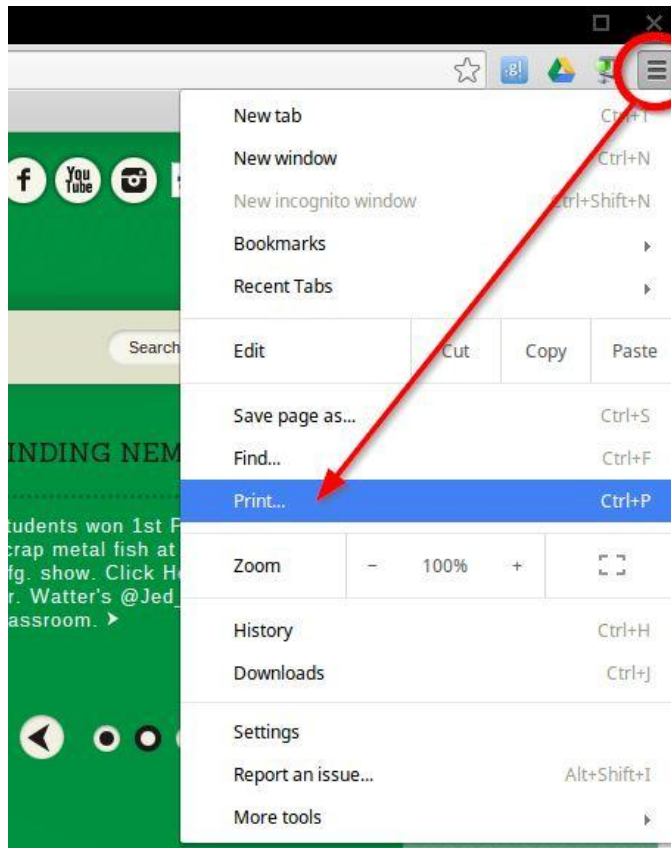 .gl
New tab Ctrl+T
New window Ctrl+N
New incognito window Ctrl+Shift+N
You
Tube
Bookmarks
Recent Tabs
Search
Edit Cut Copy Paste
Save page as... Ctrl+S
INDING NEM
Find... Ctrl+F
Print... Ctrl+P
tudents won 1st P
crap metal fish at
fg. show. Click He
r. Watter's @Jed_
assroom.
Zoom - 100% +
History Ctrl+H
Downloads Ctrl+J
Settings
Report an issue... Alt+Shift+I
More tools